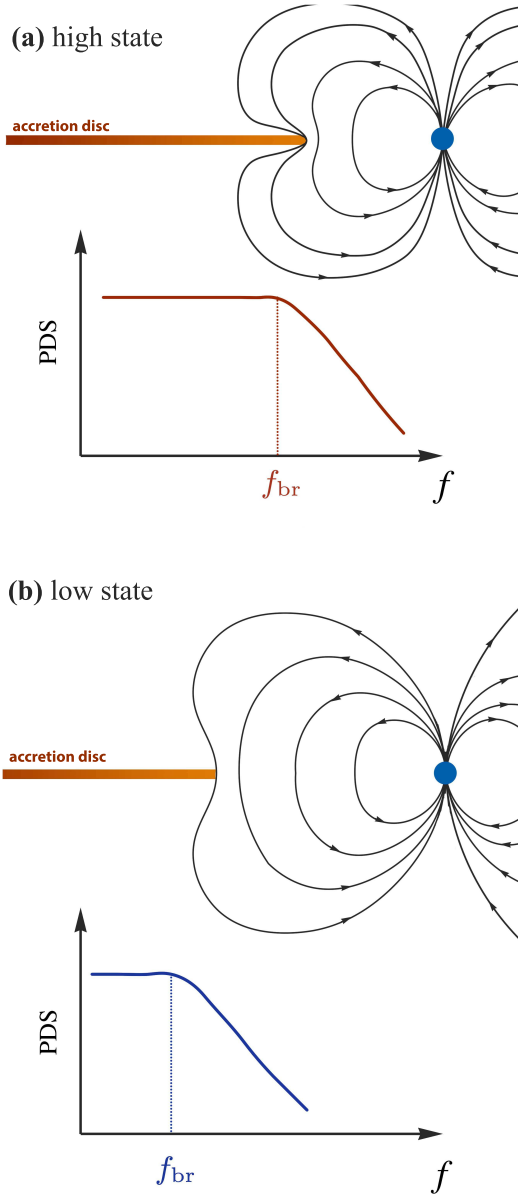 (a) high state
accretion disc
PDS
f_br
f
(b) low state
accretion disc
PDS
f_br
f